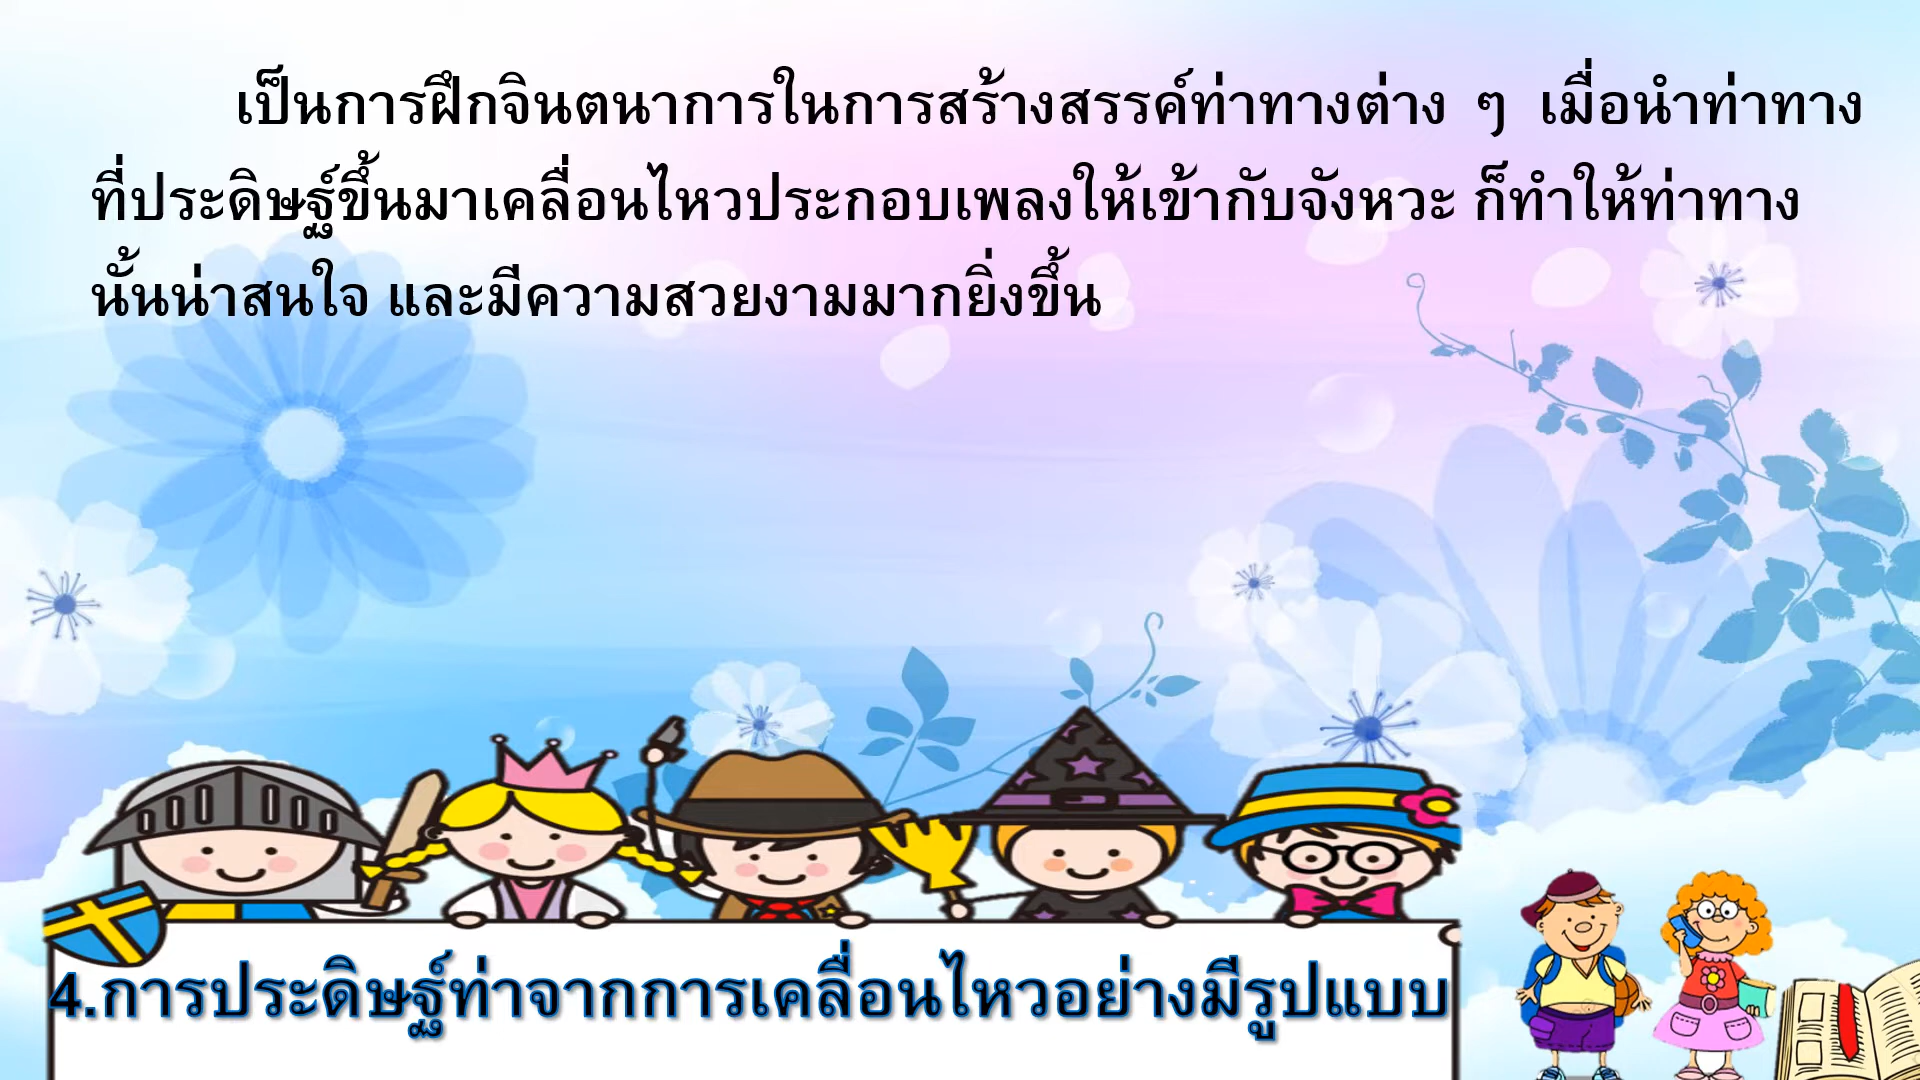 เป็นการฝึกจินตนาการในการสร้างสรรค์ท่าทางต่าง ๆ เมื่อนำท่าทาง
ที่ประดิษฐ์ขึ้นมาเคลื่อนไหวประกอบเพลงให้เข้ากับจังหวะ ก็ทำให้ท่าทาง
นั้นน่าสนใจ และมีความสวยงามมากยิ่งขึ้น
4.การประดิษฐ์ท่าจากการเคลื่อนไหวอย่างมีรูปแบบ